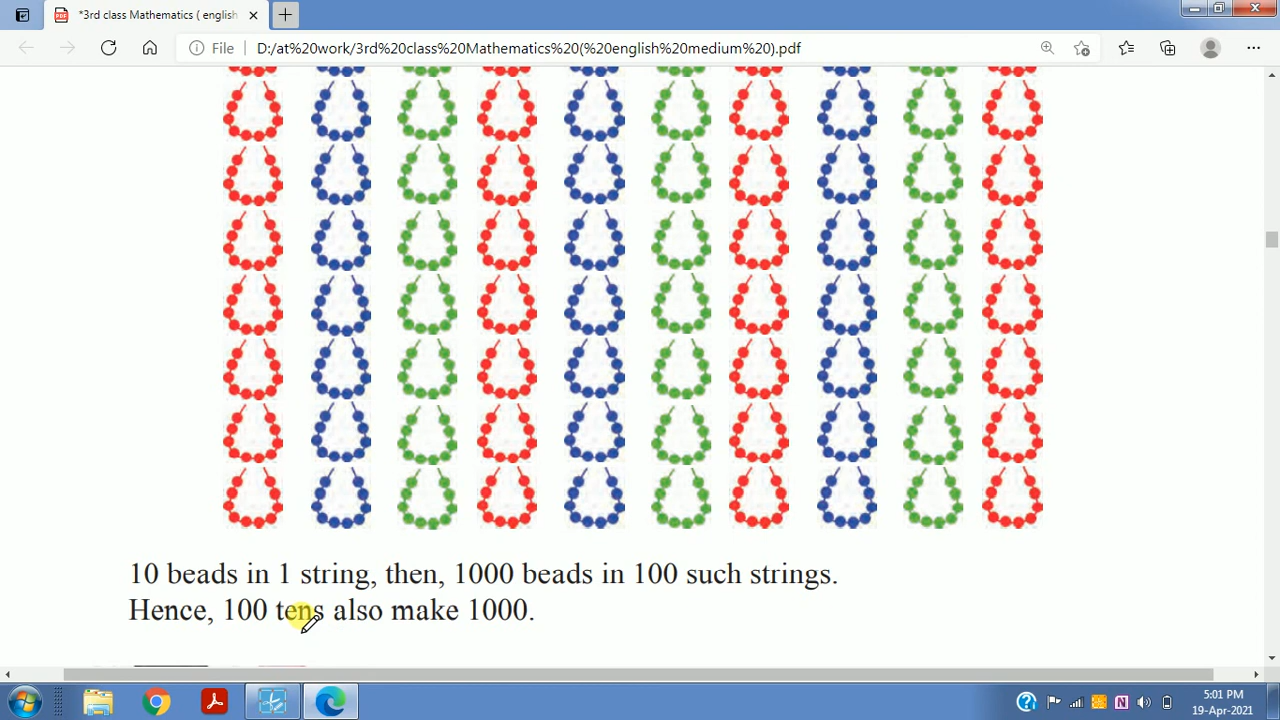 *3rd class Mathematics ( english
File
D:/at%20work/3rd%20class%20Mathematics%20(%20english%20medium%20).pdf
10 beads in 1 string, then, 1000 beads in 100 such strings.
Hence, 100 tens also make 1000.
5:01 PM
19-Apr-2021